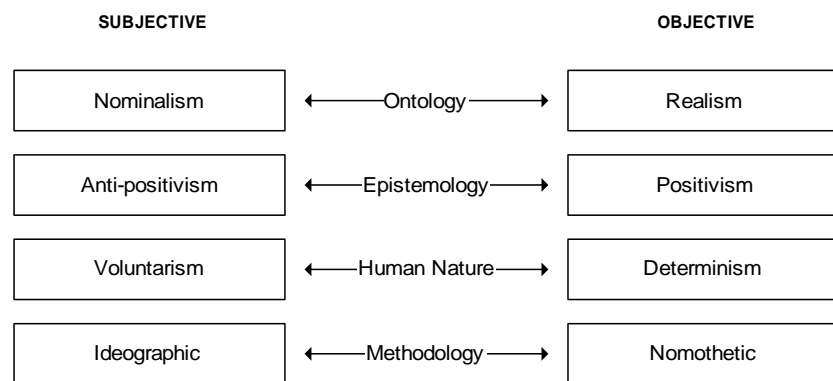 SUBJECTIVE OBJECTIVE
Nominalism Ontology Realism
Anti-positivism Epistemology Positivism
Voluntarism Human Nature Determinism
Ideographic Methodology Nomothetic